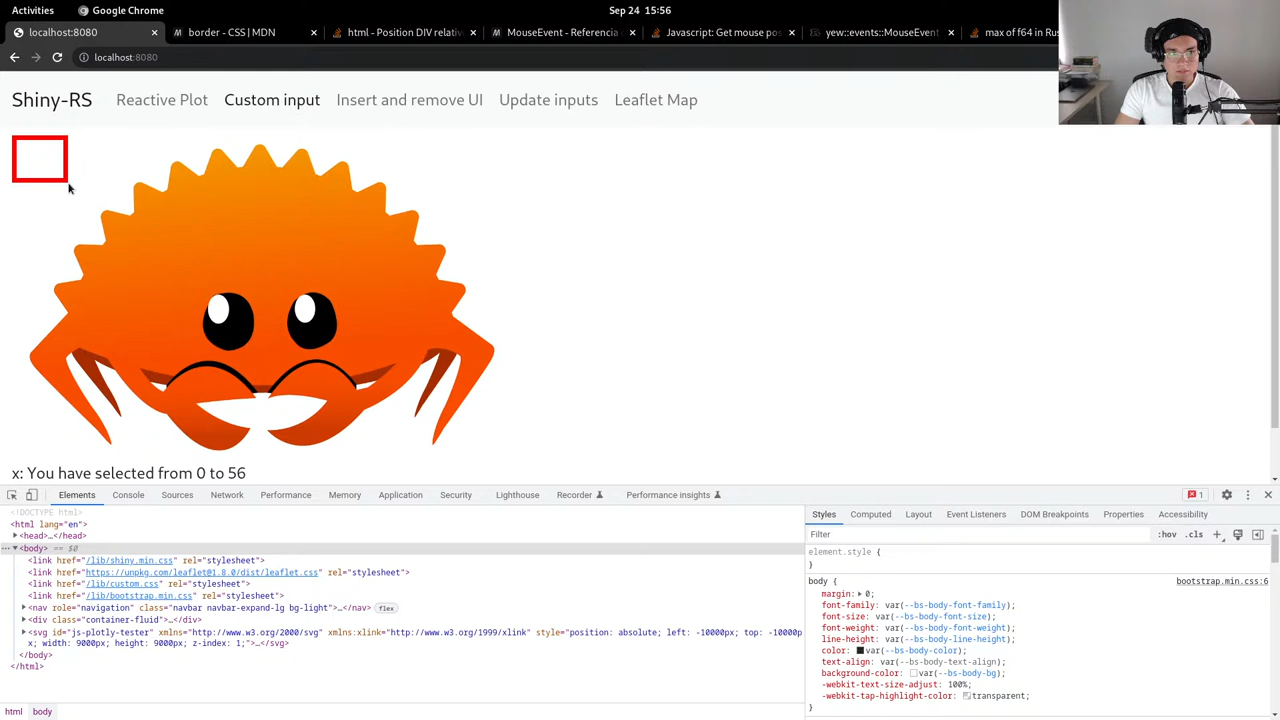 Activities
Google Chrome
Sep 24 15:56
localhost:8080
border - CSS | MDN
html - Position DIV relativ
MouseEvent - Referencia
Javascript: Get mouse pos
yew::events::MouseEvent
max of f64 in Rus
localhost:8080
Shiny-RS
Reactive Plot
Custom input
Insert and remove UI
Update inputs
Leaflet Map
x: You have selected from 0 to 56
Elements
Console
Sources
Network
Performance
Memory
Application
Security
Lighthouse
Recorder
Performance insights
1
<!DOCTYPE html>
<html lang="en">
<head>…</head>
<body> == $0
<link href="/lib/shiny.min.css" rel="stylesheet">
<link href="https://unpkg.com/leaflet@1.8.0/dist/leaflet.css" rel="stylesheet">
<link href="/lib/custom.css" rel="stylesheet">
<link href="/lib/bootstrap.min.css" rel="stylesheet">
<nav role="navigation" class="navbar navbar-expand-lg bg-light">…</nav> flex
<div class="container-fluid">…</div>
<svg id="js-plotly-tester" xmlns="http://www.w3.org/2000/svg" xmlns:xlink="http://www.w3.org/1999/xlink" style="position: absolute; left: -10000px; top: -10000p
x; width: 9000px; height: 9000px; z-index: 1;">…</svg>
</body>
</html>
html
body
Styles
Computed
Layout
Event Listeners
DOM Breakpoints
Properties
Accessibility
Filter
:hov
.cls
element.style {
}
body {
bootstrap.min.css:6
margin: 0;
font-family: var(--bs-body-font-family);
font-size: var(--bs-body-font-size);
font-weight: var(--bs-body-font-weight);
line-height: var(--bs-body-line-height);
color: var(--bs-body-color);
text-align: var(--bs-body-text-align);
background-color: var(--bs-body-bg);
-webkit-text-size-adjust: 100%;
-webkit-tap-highlight-color: transparent;
}